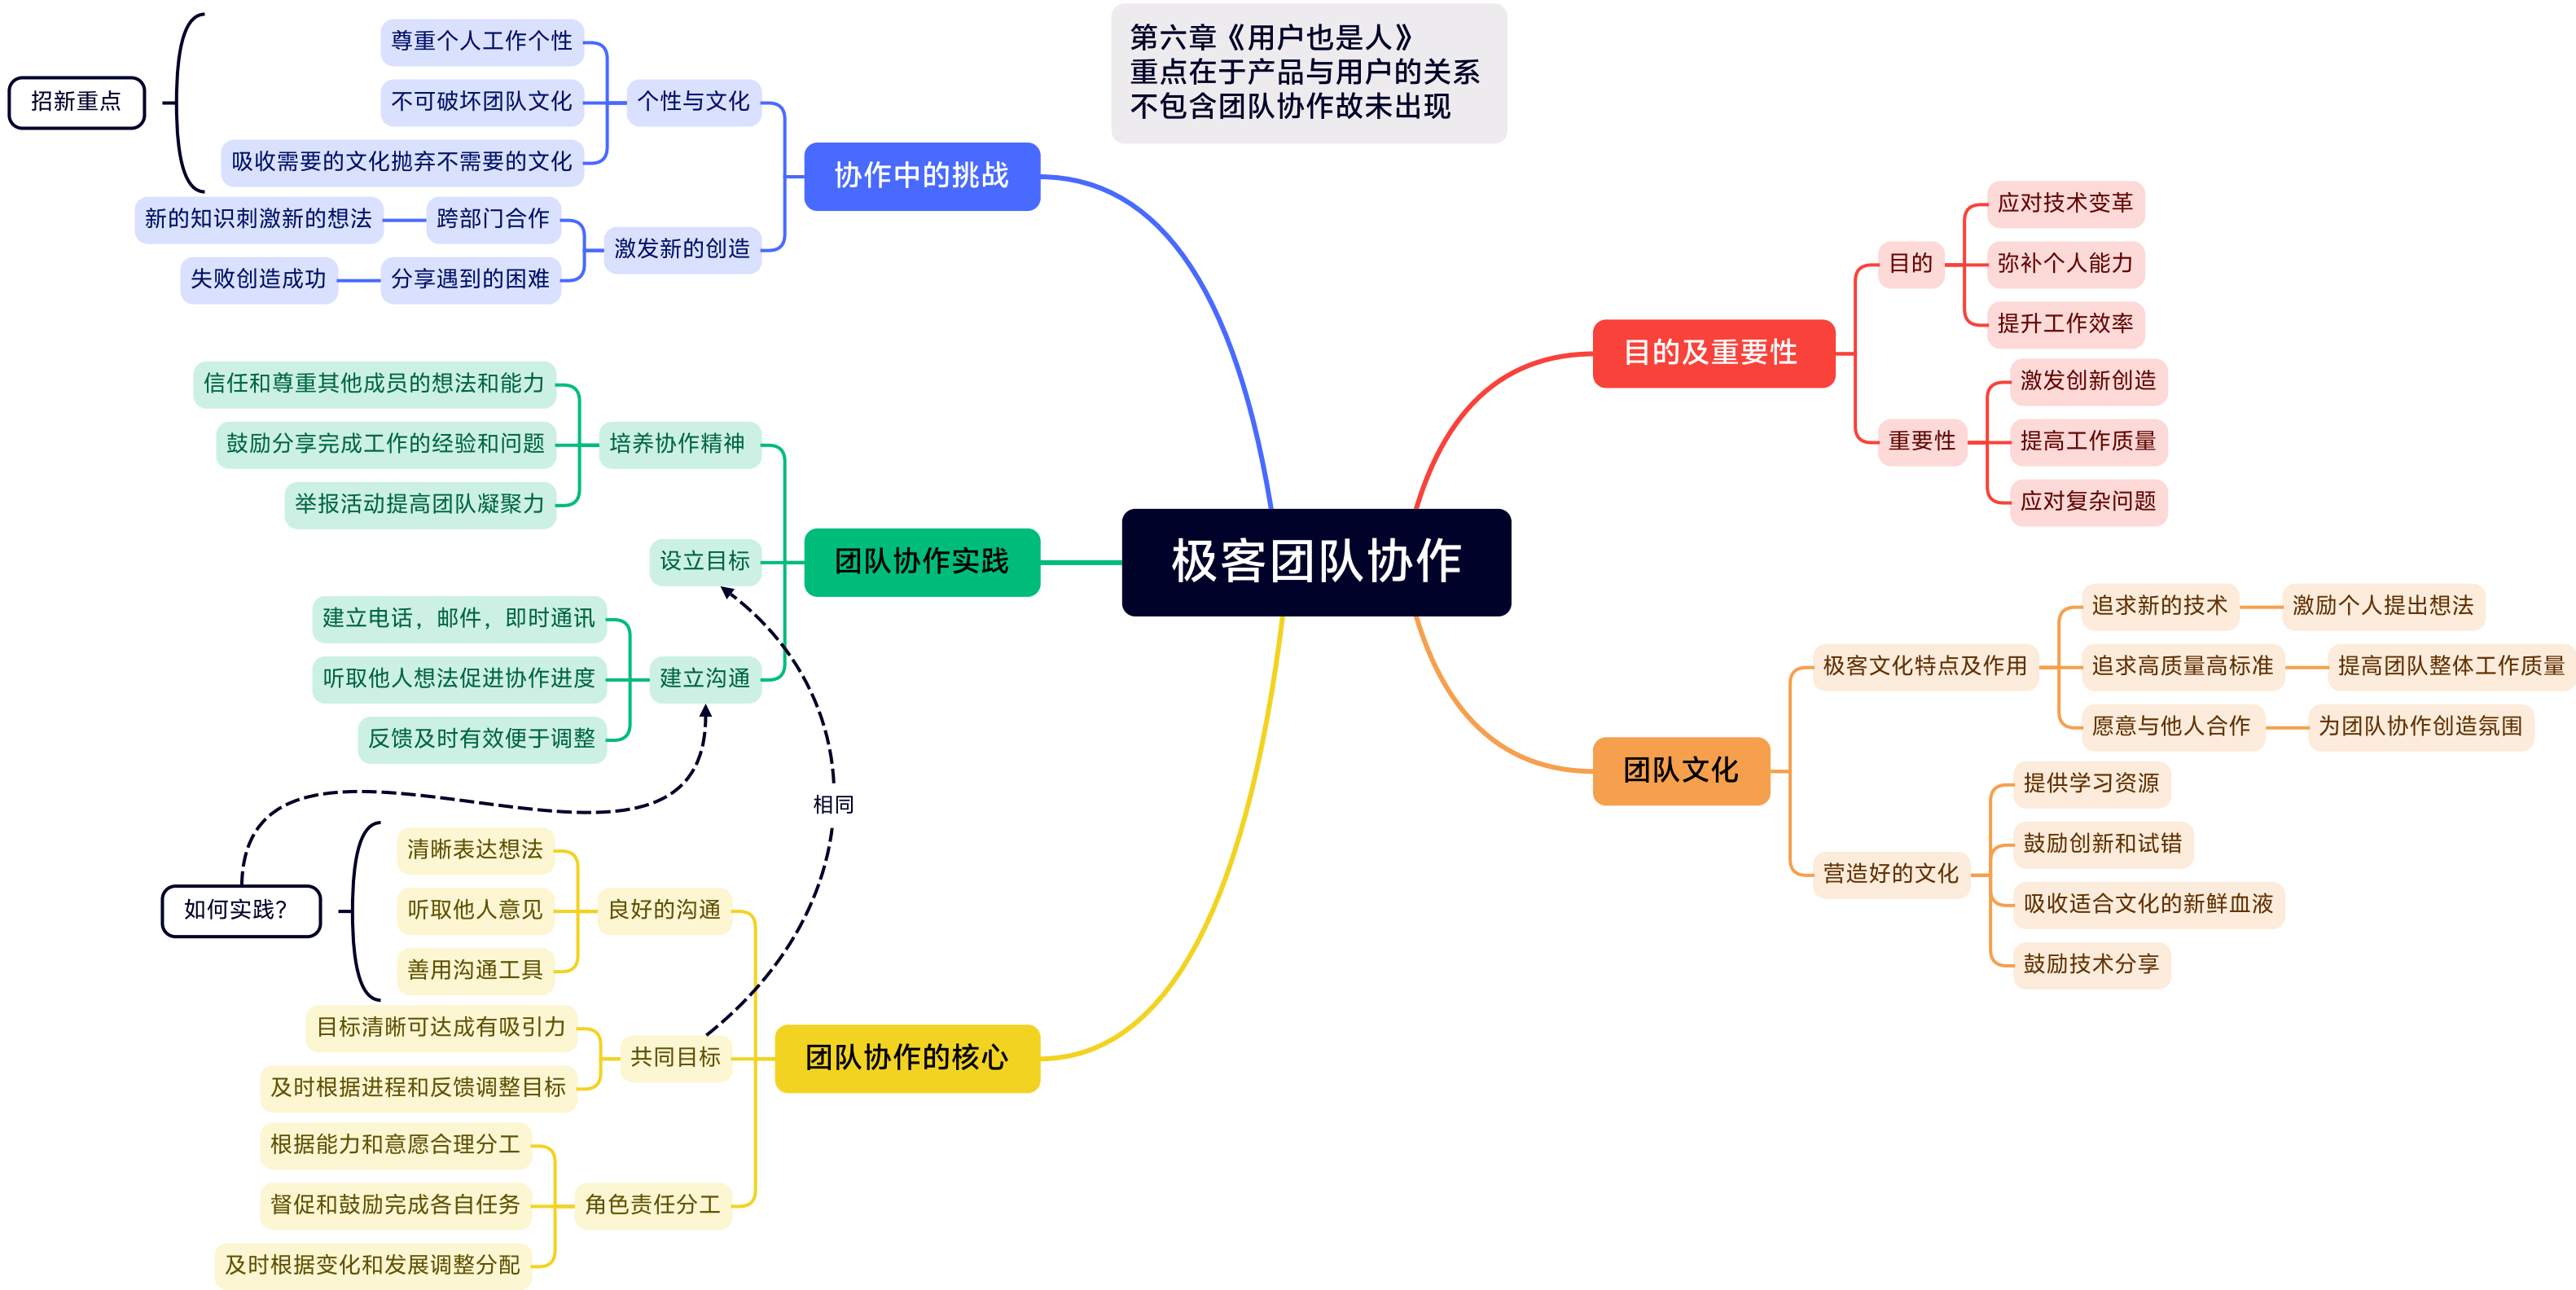 第六章《用户也是人》
重点在于产品与用户的关系
不包含团队协作故未出现
极客团队协作
目的及重要性
目的
应对技术变革
弥补个人能力
提升工作效率
重要性
激发创新创造
提高工作质量
应对复杂问题
团队文化
极客文化特点及作用
追求新的技术
激励个人提出想法
追求高质量高标准
提高团队整体工作质量
愿意与他人合作
为团队协作创造氛围
营造好的文化
提供学习资源
鼓励创新和试错
吸收适合文化的新鲜血液
鼓励技术分享
协作中的挑战
个性与文化
尊重个人工作个性
不可破坏团队文化
吸收需要的文化抛弃不需要的文化
招新重点
激发新的创造
跨部门合作
新的知识刺激新的想法
分享遇到的困难
失败创造成功
团队协作实践
培养协作精神
信任和尊重其他成员的想法和能力
鼓励分享完成工作的经验和问题
举报活动提高团队凝聚力
设立目标
建立沟通
建立电话，邮件，即时通讯
听取他人想法促进协作进度
反馈及时有效便于调整
相同
团队协作的核心
良好的沟通
清晰表达想法
听取他人意见
善用沟通工具
如何实践？
共同目标
目标清晰可达成有吸引力
及时根据进程和反馈调整目标
角色责任分工
根据能力和意愿合理分工
督促和鼓励完成各自任务
及时根据变化和发展调整分配